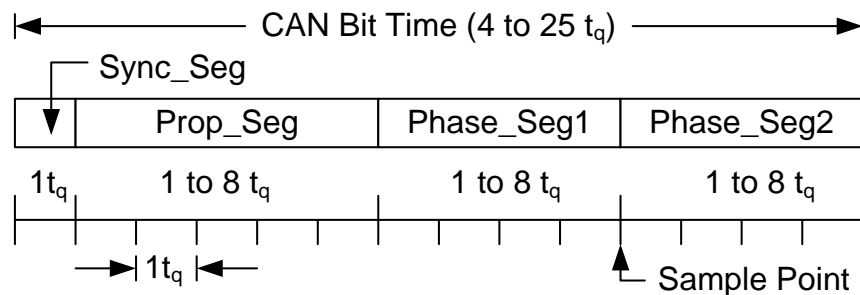 CAN Bit Time (4 to 25 tq)
Sync_Seg
Prop_Seg Phase_Seg1 Phase_Seg2
1tq 1 to 8 tq 1 to 8 tq 1 to 8 tq
1tq
Sample Point